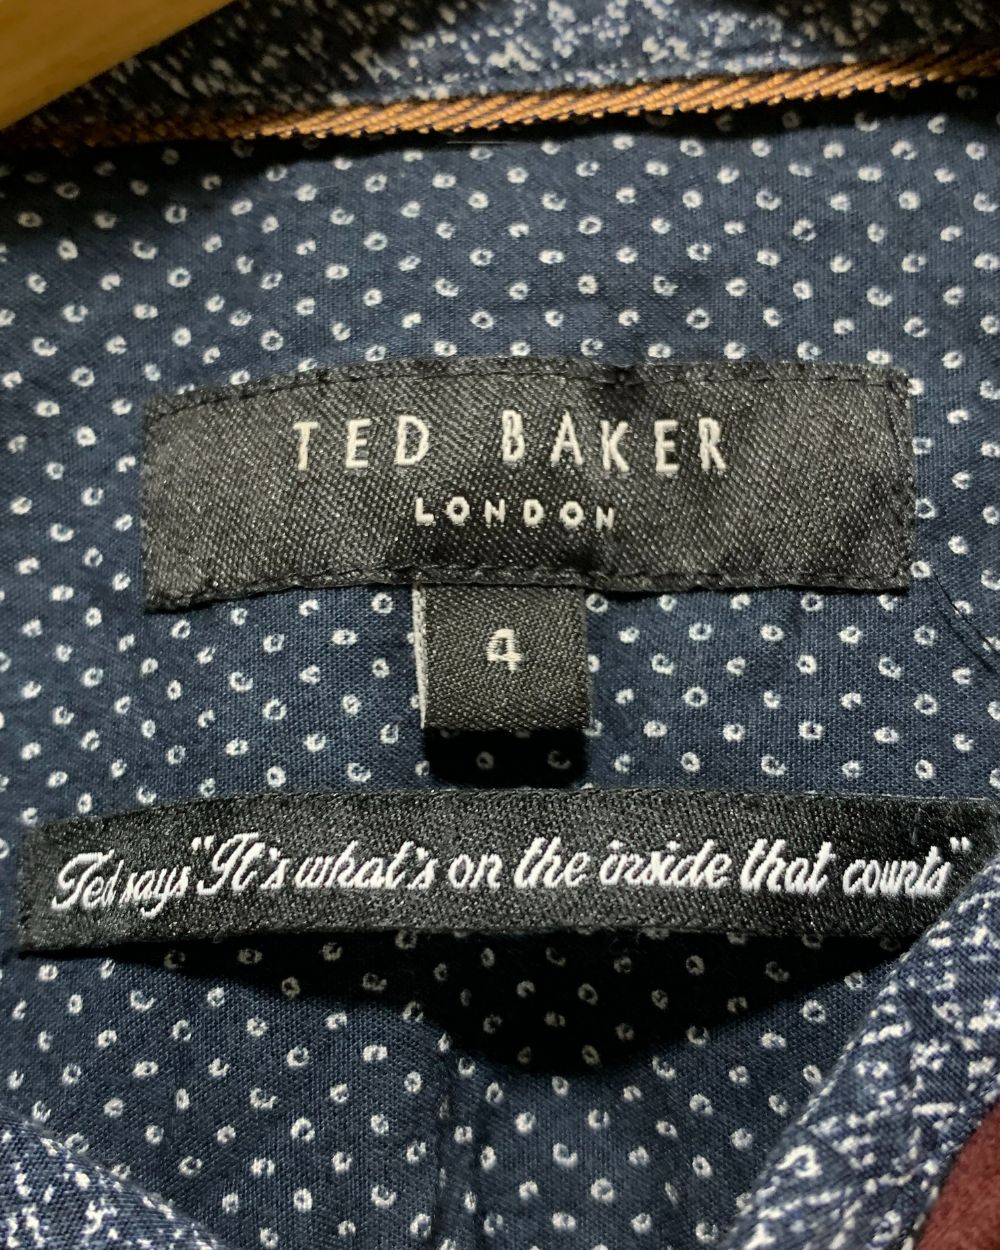 TED BAKER
LONDON
4
Ted says "It's what's on the inside that counts"